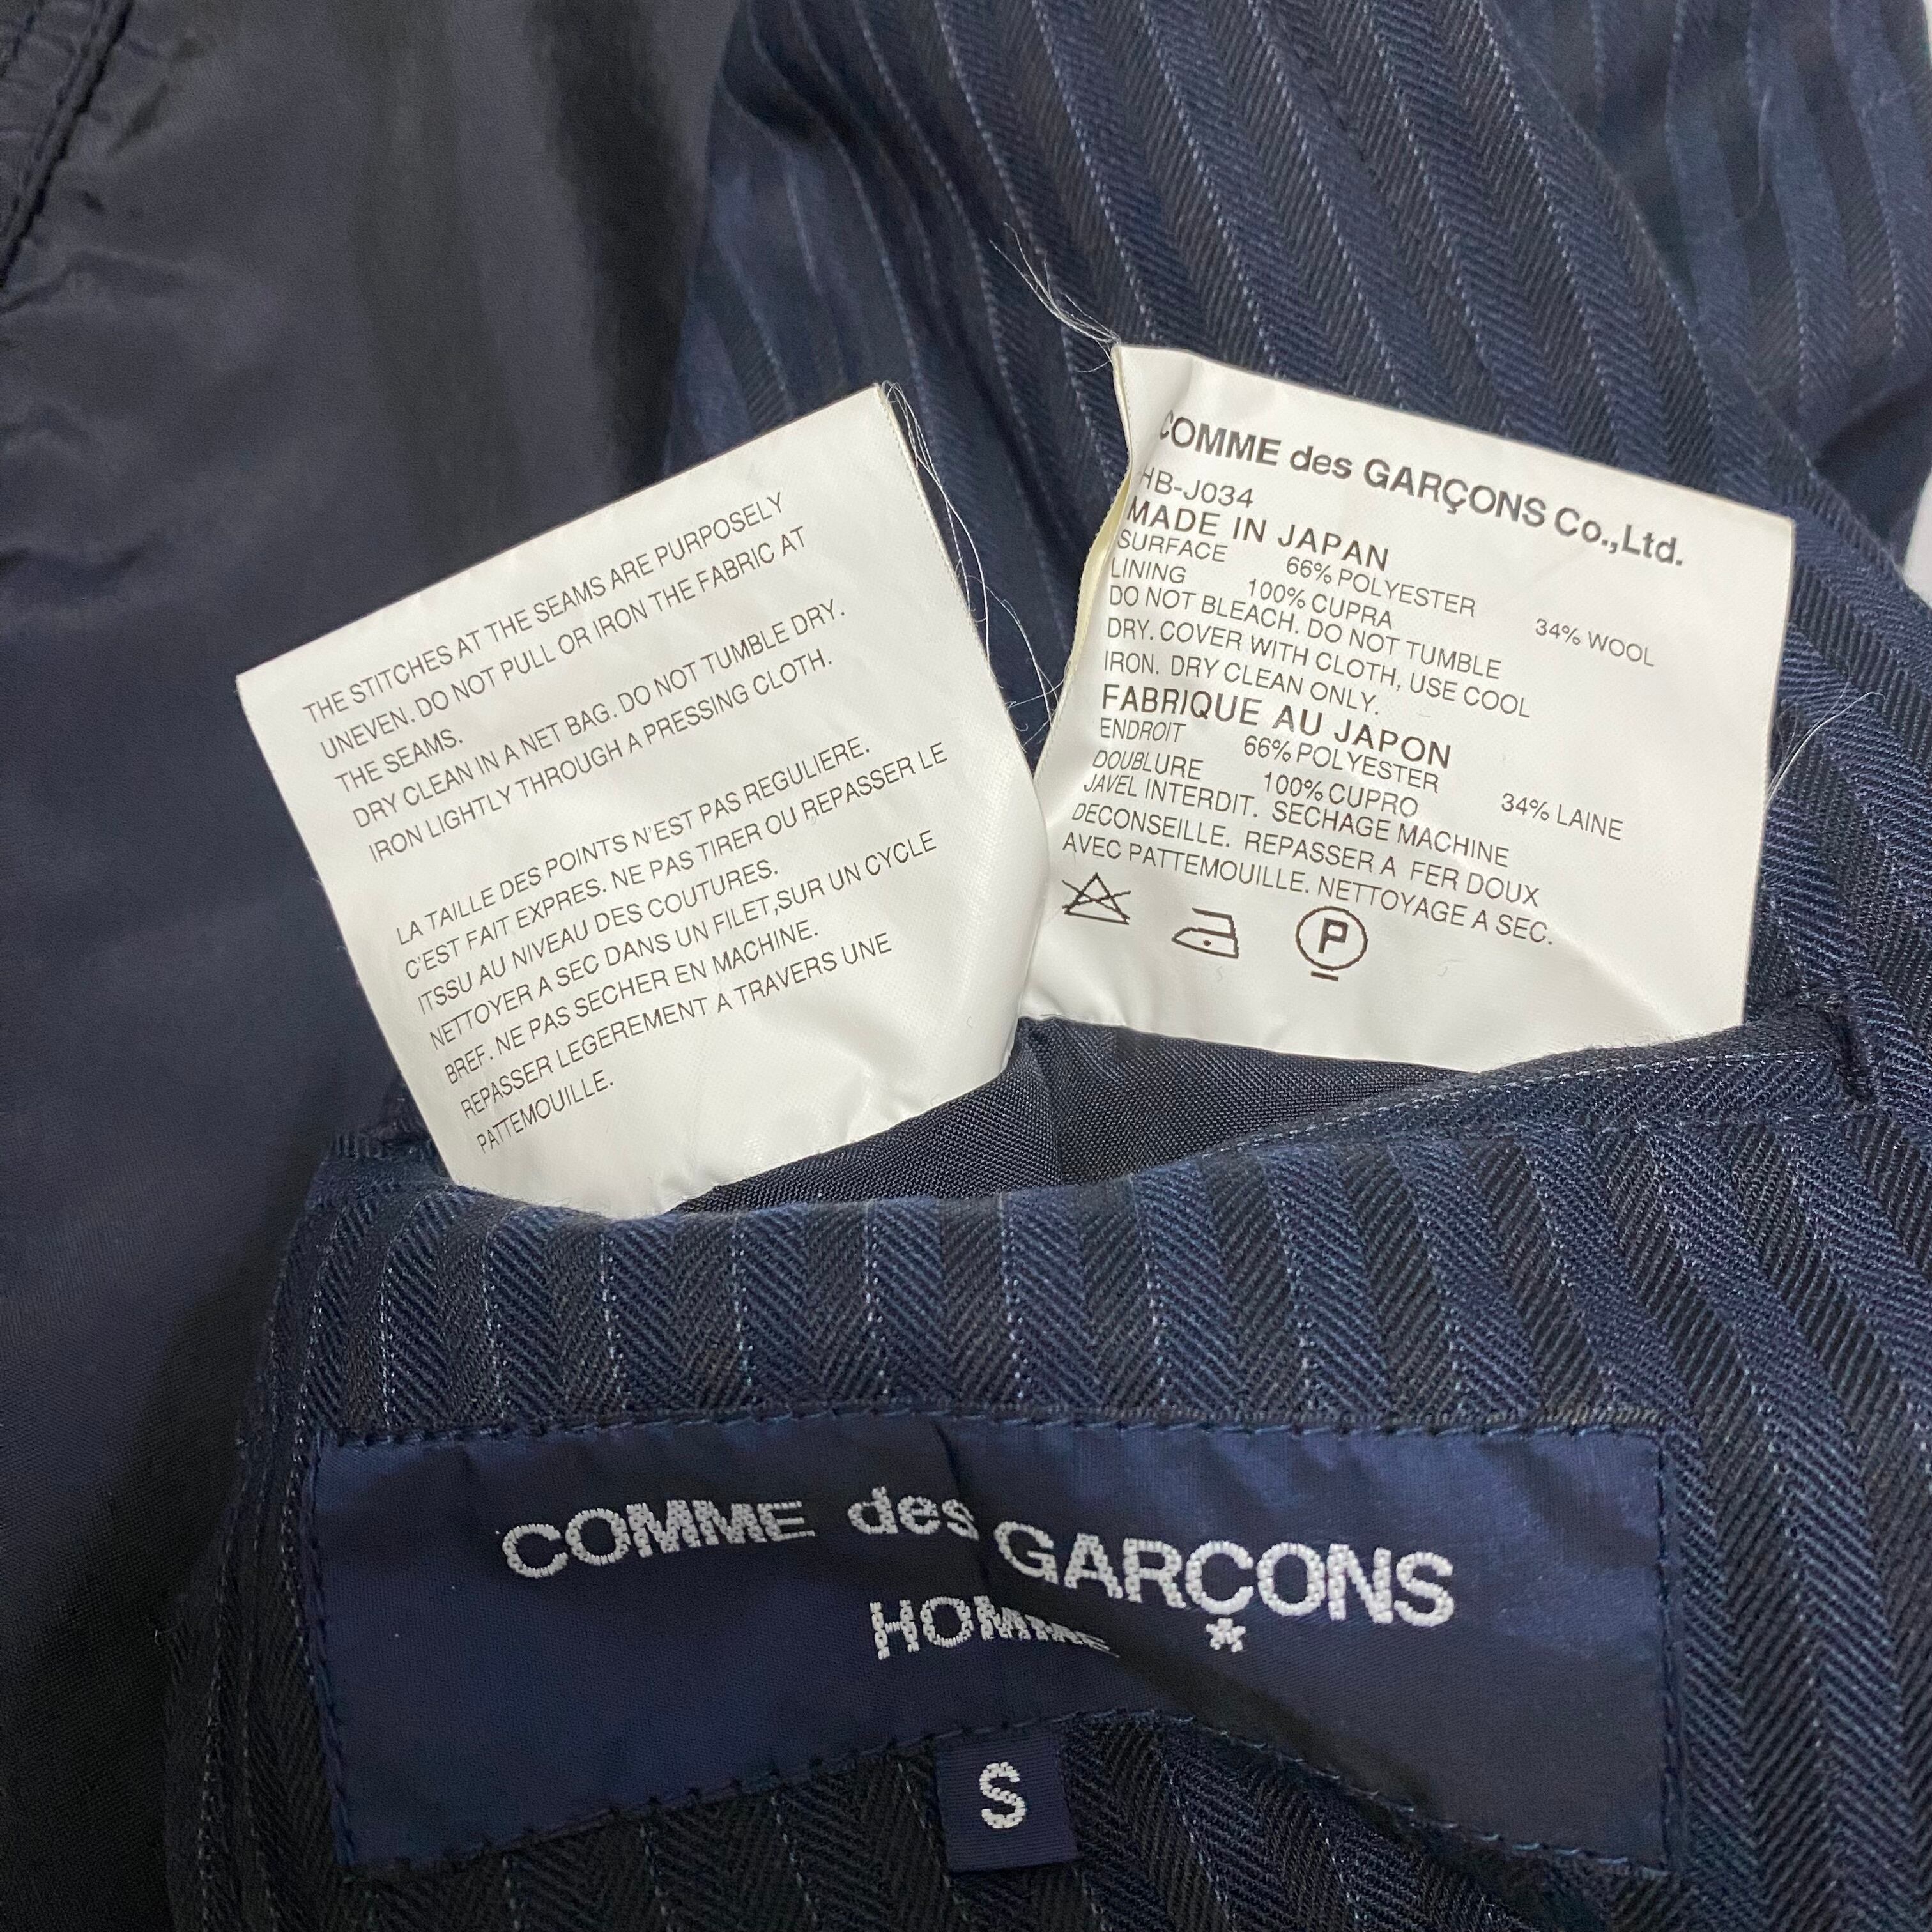 THE STITCHES AT THE SEAMS ARE PURPOSELY
UNEVEN. DO NOT PULL OR IRON THE FABRIC AT
THE SEAMS.
DRY CLEAN IN A NET BAG. DO NOT TUMBLE DRY.
IRON LIGHTLY THROUGH A PRESSING CLOTH.
LA TAILLE DES POINTS N'EST PAS REGULIERE.
C'EST FAIT EXPRES. NE PAS TIRER OU REPASSER LE
ITSSU AU NIVEAU DES COUTURES.
NETTOYER A SEC DANS UN FILET,SUR UN CYCLE
BREF. NE PAS SECHER EN MACHINE.
REPASSER LEGEREMENT A TRAVERS UNE
PATTEMOUILLE.
COMME des GARÇONS Co.,Ltd.
HB-J034
MADE IN JAPAN
SURFACE 66% POLYESTER 34% WOOL
LINING 100% CUPRA
DO NOT BLEACH. DO NOT TUMBLE
DRY. COVER WITH CLOTH, USE COOL
IRON. DRY CLEAN ONLY.
FABRIQUE AU JAPON
ENDROIT 66% POLYESTER 34% LAINE
DOUBLURE 100% CUPRO
JAVEL INTERDIT. SECHAGE MACHINE
DECONSEILLE. REPASSER A FER DOUX
AVEC PATTEMOUILLE. NETTOYAGE A SEC.
P
COMME des GARÇONS
HOMME
S